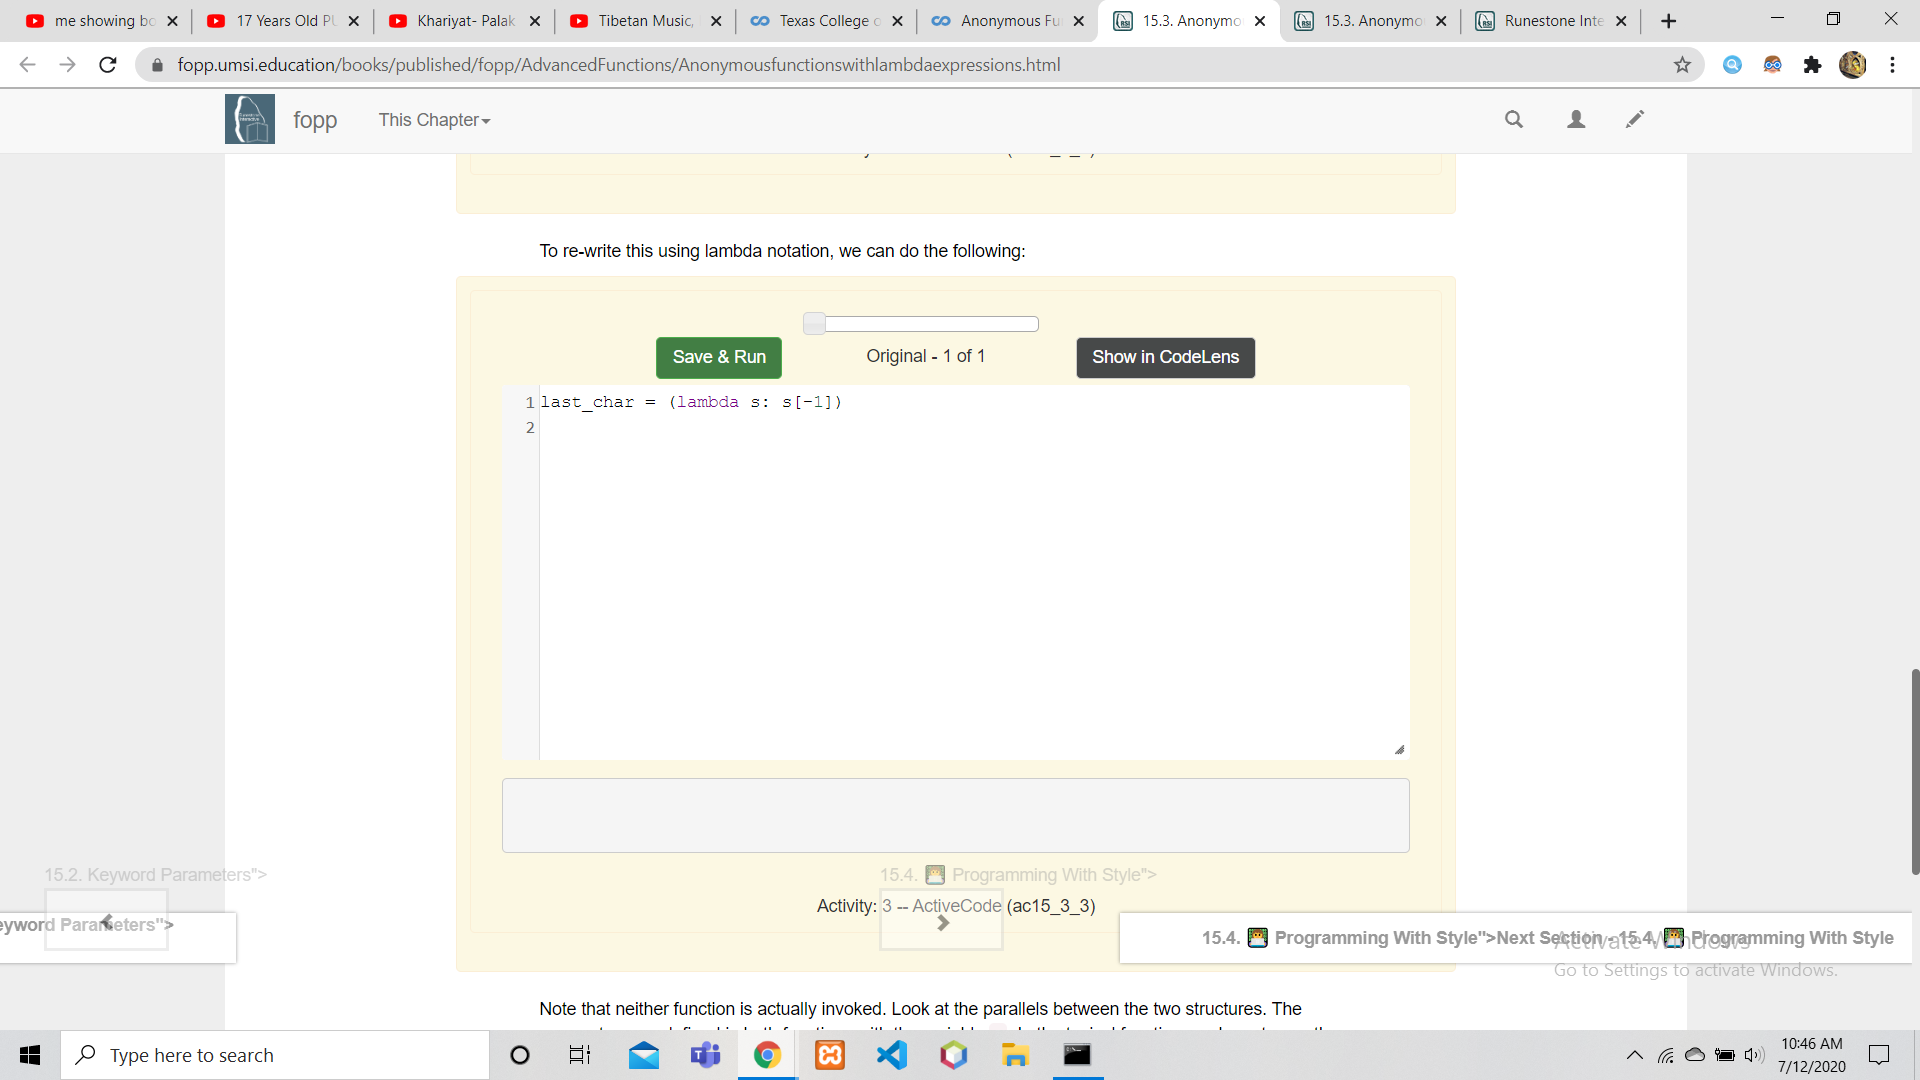 me showing bo
17 Years Old PU
Khariyat- Palak
Tibetan Music,
Texas College o
Anonymous Fu
15.3. Anonymo
15.3. Anonymo
Runestone Inte
fopp.umsi.education/books/published/fopp/AdvancedFunctions/Anonymousfunctionswithlambdaexpressions.html
fopp
This Chapter
To re-write this using lambda notation, we can do the following:
Save & Run
Original - 1 of 1
Show in CodeLens
1 last_char = (lambda s: s[-1])
2
15.2. Keyword Parameters">
15.4. 👨‍💻 Programming With Style">
Activity: 3 -- ActiveCode (ac15_3_3)
eyword Parameters">
15.4. 👨‍💻 Programming With Style">Next Section - 15.4. 👨‍💻 Programming With Style
Activate Windows
Go to Settings to activate Windows.
Note that neither function is actually invoked. Look at the parallels between the two structures. The
Type here to search
10:46 AM
7/12/2020